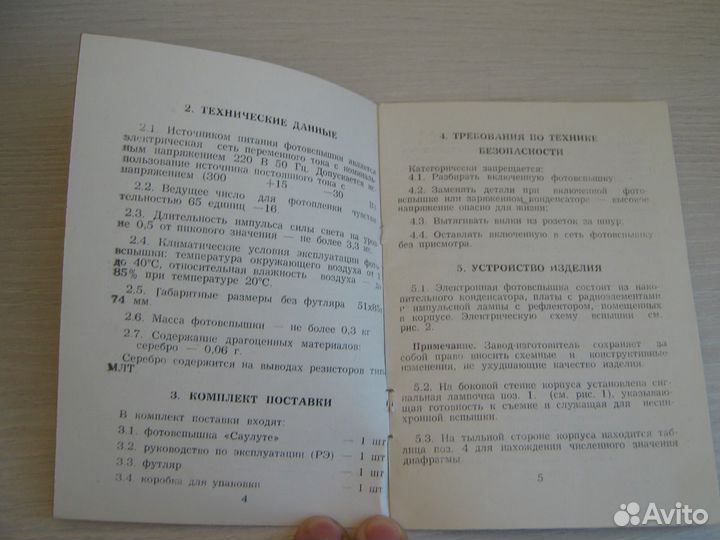 2. ТЕХНИЧЕСКИЕ ДАННЫЕ
2.1. Источником питания фотовспышки является
электрическая сеть переменного тока с номиналь-
ным напряжением 220 В 50 Гц. Допускается ис-
пользование источника постоянного тока с
напряжением (300 +15 —30 В)
2.2. Ведущее число для фотопленки чувстви
тельностью 65 единиц —16
2.3. Длительность импульса силы света на уров
не 0,5 от пикового значения — не более 3,3 мс.
2.4. Климатические условия эксплуатации фото
вспышки: температура окружающего воздуха от
до 40°С, относительная влажность воздуха — до
85% при температуре 20°С.
2.5. Габаритные размеры без футляра 51х85х
74 мм
2.6. Масса фотовспышки — не более 0,3 кг
2.7. Содержание драгоценных материалов:
серебро — 0,06 г.
Серебро содержится на выводах резисторов типа
МЛТ
3. КОМПЛЕКТ ПОСТАВКИ
В комплект поставки входят:
3.1. фотовспышка «Саулуте» — 1 шт
3.2. руководство по эксплуатации (РЭ) — 1 шт
3.3. футляр — 1 шт
3.4. коробка для упаковки — 1 шт
4
4. ТРЕБОВАНИЯ ПО ТЕХНИКЕ
БЕЗОПАСНОСТИ
Категорически запрещается:
4.1. Разбирать включенную фотовспышку
4.2. Заменять детали при включенной фото-
вспышке или заряженном конденсаторе — высокое
напряжение опасно для жизни;
4.3. Вытягивать вилки из розеток за шнур;
4.4. Оставлять включенную в сеть фотовспышку
без присмотра.
5. УСТРОЙСТВО ИЗДЕЛИЯ
5.1. Электронная фотовспышка состоит из нако-
пительного конденсатора, платы с радиоэлементами
и импульсной лампы с рефлектором, помещенных
в корпусе. Электрическую схему вспышки см.
рис. 2.
Примечание. Завод-изготовитель сохраняет за
собой право вносить схемные и конструктивные
изменения, не ухудшающие качество изделия.
5.2. На боковой стенке корпуса установлена сиг-
нальная лампочка поз. 1. (см. рис. 1), указываю-
щая готовность к съемке и служащая для несин-
хронной вспышки.
5.3. На тыльной стороне корпуса находится таб-
лица поз. 4 для нахождения численного значения
диафрагмы
5
Avito